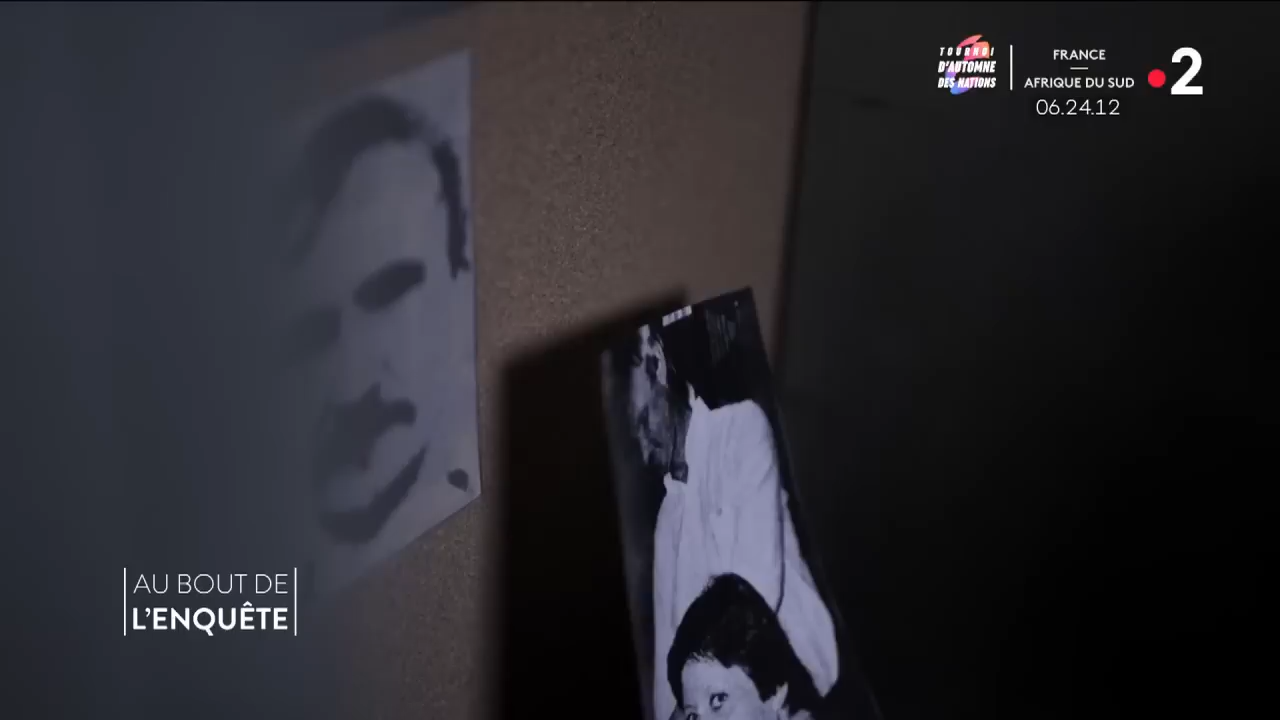 TOURNOI
D'AUTOMNE
DES NATIONS
FRANCE
AFRIQUE DU SUD
06.24.12
2
AU BOUT DE
L'ENQUÊTE